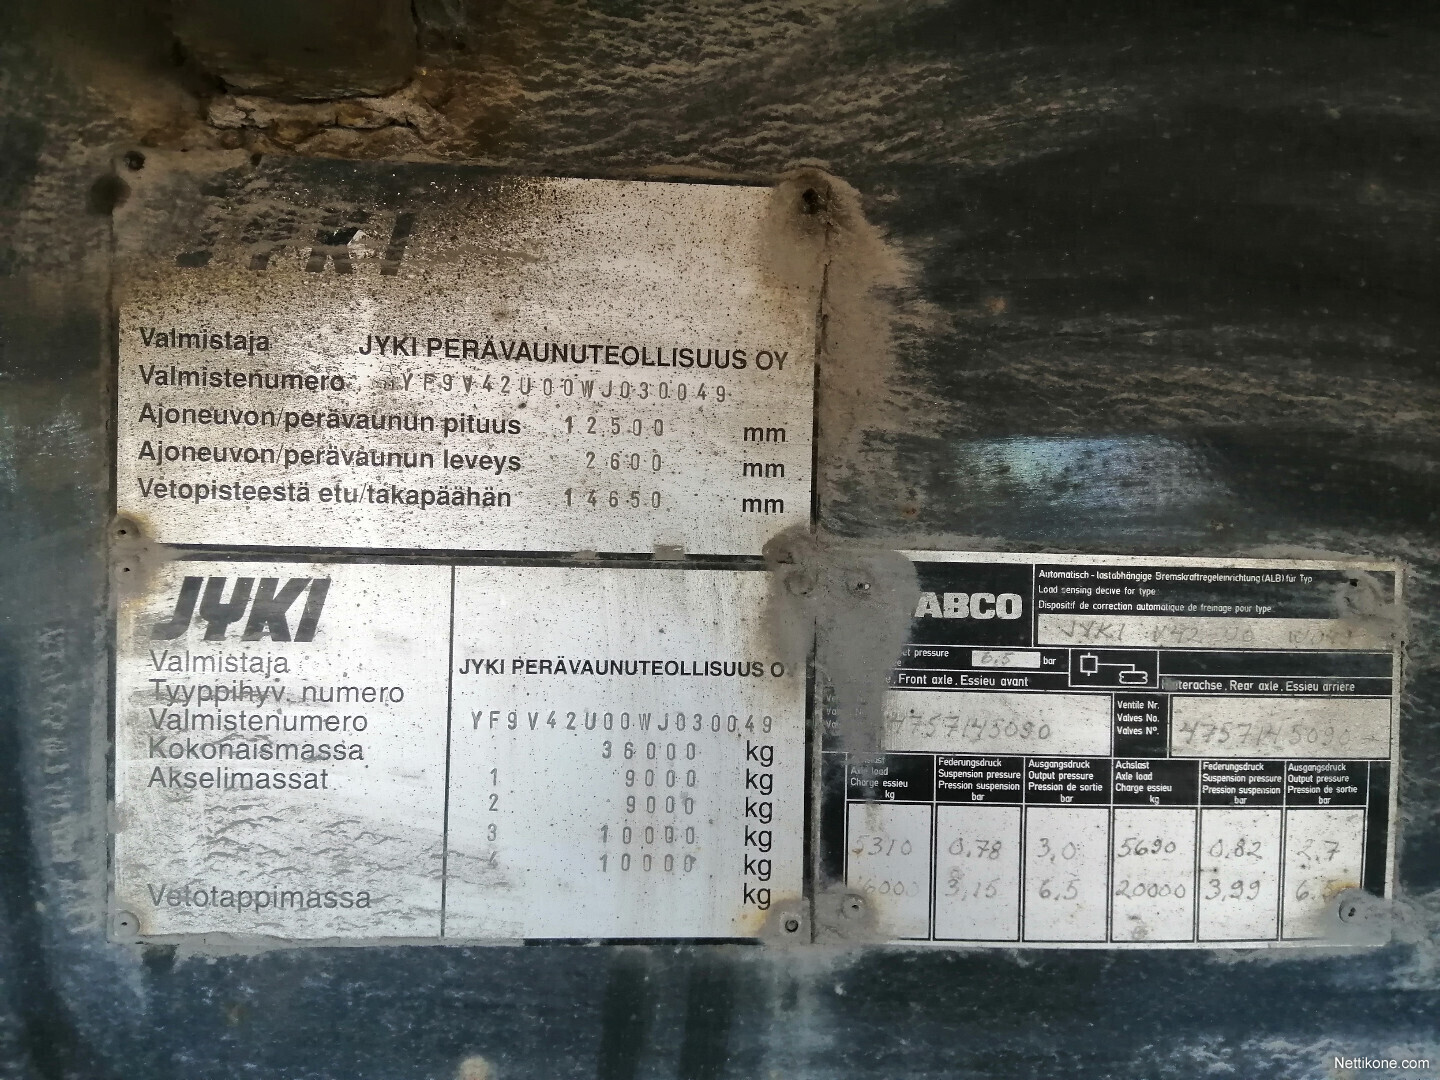 JYKI
Valmistaja JYKI PERÄVAUNUTEOLLISUUS OY
Valmistenumero YF9V42U00WJ030049
Ajoneuvon/perävaunun pituus 12500 mm
Ajoneuvon/perävaunun leveys 2600 mm
Vetopisteestä etu/takapäähän 14650 mm
JYKI
Valmistaja JYKI PERÄVAUNUTEOLLISUUS O
Tyyppihyv. numero
Valmistenumero YF9V42U00WJ030049
Kokonaismassa 36000 kg
Akselimassat 1 9000 kg
2 9000 kg
3 10000 kg
4 10000 kg
Vetotappimassa kg
ABCO
Automatisch - lastabhängige Bremskraftregeleinrichtung (ALB) für Typ
Load sensing decive for type
Dispositif de correction automatique de freinage pour type
JYKI V42
pressure 6.5 bar
Front axle, Essieu avant
Rear axle, Essieu arriere
4757145090
Ventile Nr.
Valves No.
Valves N°.
4757145090
Achslast
Axle load
Charge essieu
kg
Federungsdruck
Suspension pressure
Pression suspension
bar
Ausgangsdruck
Output pressure
Pression de sortie
bar
Achslast
Axle load
Charge essieu
kg
Federungsdruck
Suspension pressure
Pression suspension
bar
Ausgangsdruck
Output pressure
Pression de sortie
bar
5310 0,78 3,0 5690 0,82 2,7
3,15 6.5 20000 3,99
Nettikone.com